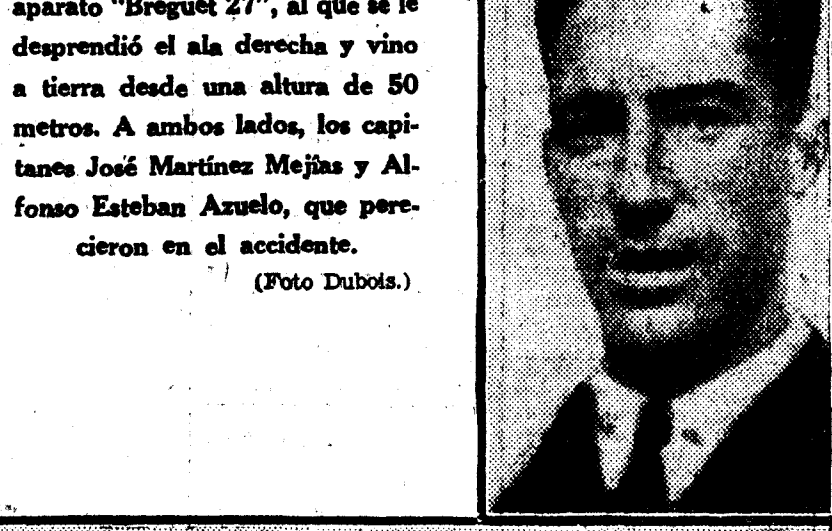 aparato "Breguet 27", al que se le
desprendió el ala derecha y vino
a tierra desde una altura de 50
metros. A ambos lados, los capi-
tanes José Martínez Mejías y Al-
fonso Esteban Azuelo, que pere-
cieron en el accidente.
(Foto Dubois.)